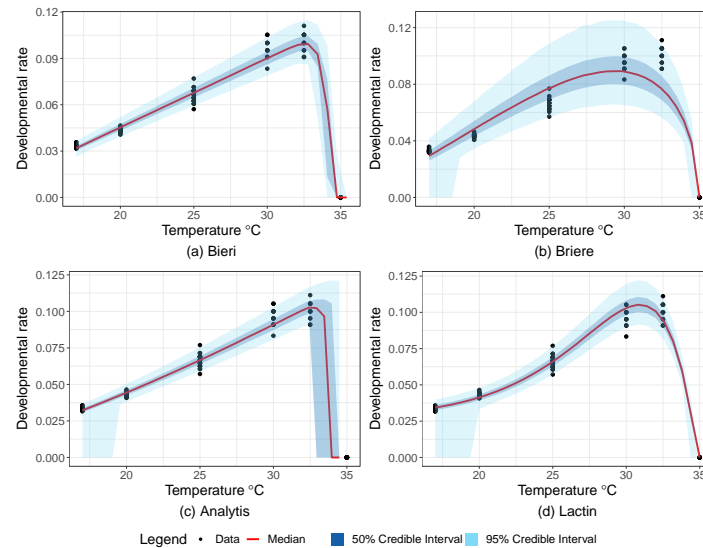 Developmental rate
0.12
0.09
0.06
0.03
0.00
20
25
30
35
Temperature °C
(a) Bieri
Developmental rate
0.12
0.08
0.04
0.00
20
25
30
35
Temperature °C
(b) Briere
Developmental rate
0.125
0.100
0.075
0.050
0.025
0.000
20
25
30
35
Temperature °C
(c) Analytis
Developmental rate
0.125
0.100
0.075
0.050
0.025
0.000
20
25
30
35
Temperature °C
(d) Lactin
Legend Data Median 50% Credible Interval 95% Credible Interval